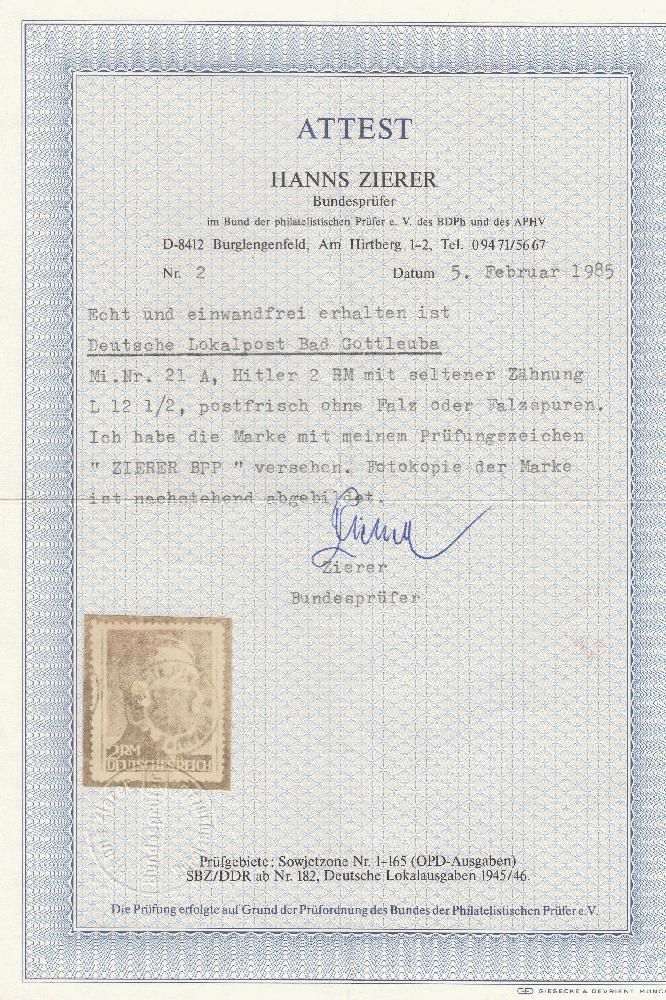 ATTEST
HANNS ZIERER
Bundesprüfer
im Bund der philatelistischen Prüfer e. V. des BDPh und des APHV
D-8412 Burglengenfeld, Am Hirtberg 1-2, Tel. 09471/5667
Nr. 2 Datum 5. Februar 1985
Echt und einwandfrei erhalten ist
Deutsche Lokalpost Bad Gottleuba
Mi.Nr. 21 A, Hitler 2 RM mit seltener Zähnung
L 12 1/2, postfrisch ohne Falz oder Falzspuren.
Ich habe die Marke mit meinem Prüfungszeichen
" ZIERER BPP " versehen. Fotokopie der Marke
ist nachstehend abgebildet.
Zierer
Zierer
Bundesprüfer
2RM
DEUTSCHES REICH
Prüfgebiete: Sowjetzone Nr. 1-165 (OPD-Ausgaben)
SBZ/DDR ab Nr. 182, Deutsche Lokalausgaben 1945/46.
Die Prüfung erfolgte auf Grund der Prüfordnung des Bundes der Philatelistischen Prüfer e.V.
GIESECKE & DEVRIENT